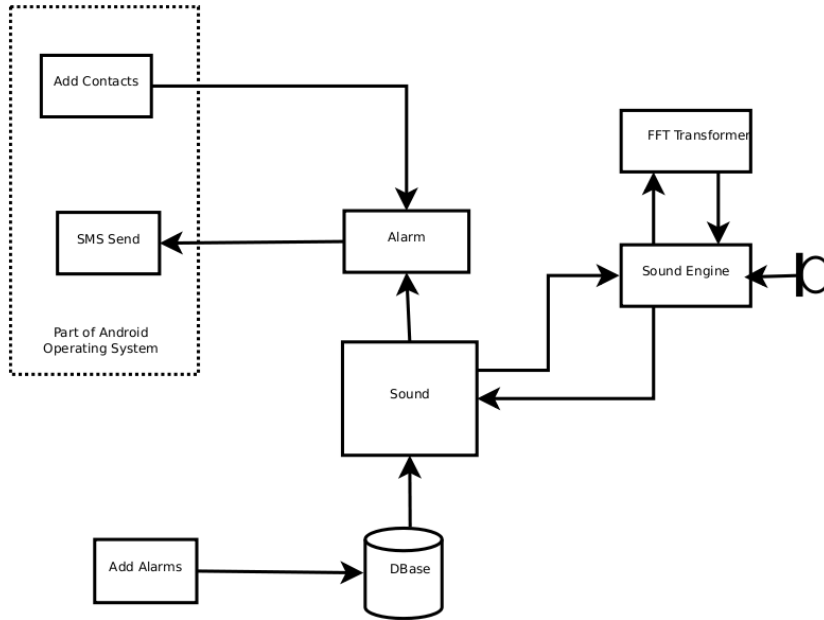 Add Contacts
FFT Transformer
SMS Send
Alarm
Sound Engine
Part of Android
Operating System
Sound
Add Alarms
DBase